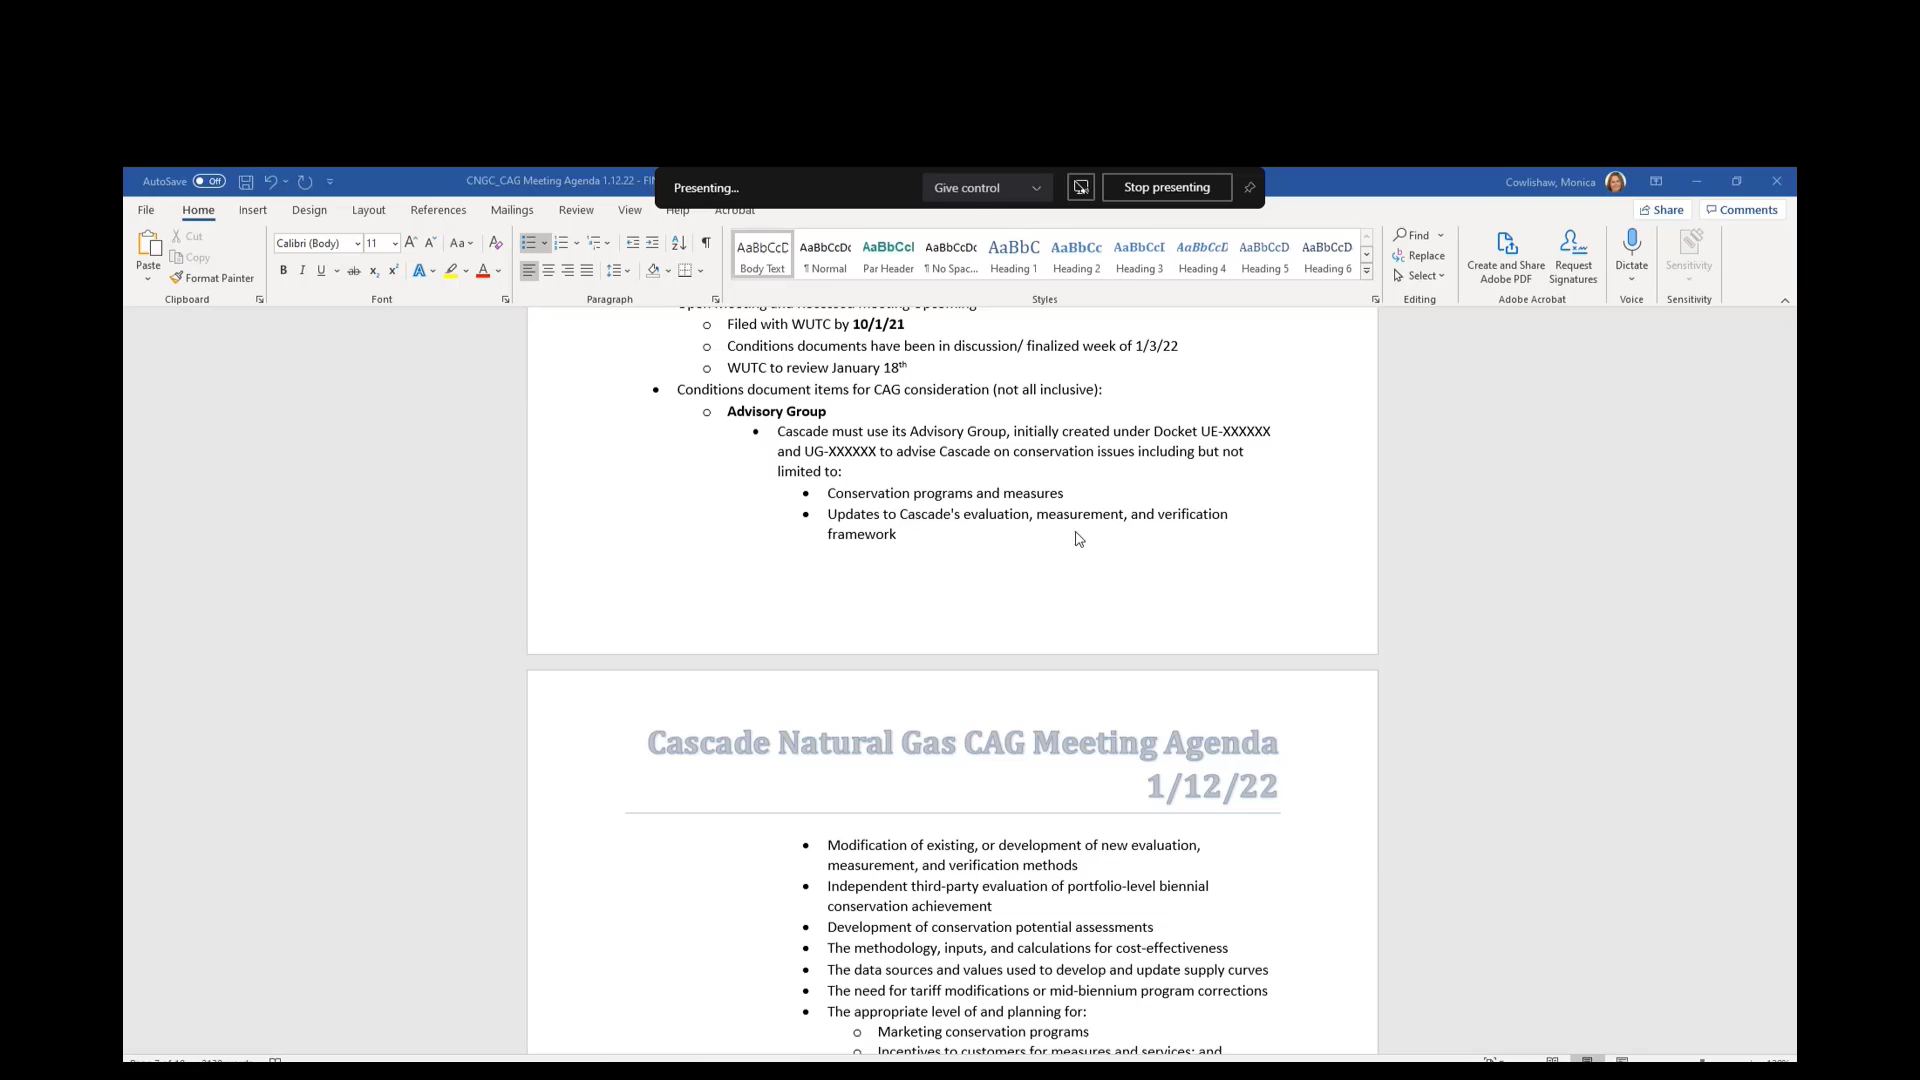 AutoSave Off
CNGC_CAG Meeting Agenda 1.12.22 - FIN
Presenting...
Give control
Stop presenting
Cowlishaw, Monica
File Home Insert Design Layout References Mailings Review View Help Acrobat
Share Comments
Paste
Cut
Copy
Format Painter
Clipboard
Calibri (Body) 11
Font
Paragraph
AaBbCcD AaBbCcDc AaBbCcI AaBbCcDc AaBbC AaBbCc AaBbCcI AaBbCcD AaBbCcD AaBbCcD
Body Text ¶ Normal Par Header ¶ No Spac... Heading 1 Heading 2 Heading 3 Heading 4 Heading 5 Heading 6
Styles
Find
Replace
Select
Editing
Create and Share Adobe PDF
Request Signatures
Adobe Acrobat
Dictate
Voice
Sensitivity
Sensitivity
o Filed with WUTC by 10/1/21
o Conditions documents have been in discussion/ finalized week of 1/3/22
o WUTC to review January 18th
• Conditions document items for CAG consideration (not all inclusive):
o Advisory Group
• Cascade must use its Advisory Group, initially created under Docket UE-XXXXXX
and UG-XXXXXX to advise Cascade on conservation issues including but not
limited to:
• Conservation programs and measures
• Updates to Cascade's evaluation, measurement, and verification
framework
Cascade Natural Gas CAG Meeting Agenda
1/12/22
• Modification of existing, or development of new evaluation,
measurement, and verification methods
• Independent third-party evaluation of portfolio-level biennial
conservation achievement
• Development of conservation potential assessments
• The methodology, inputs, and calculations for cost-effectiveness
• The data sources and values used to develop and update supply curves
• The need for tariff modifications or mid-biennium program corrections
• The appropriate level of and planning for:
o Marketing conservation programs
o Incentives to customers for measures and services; and